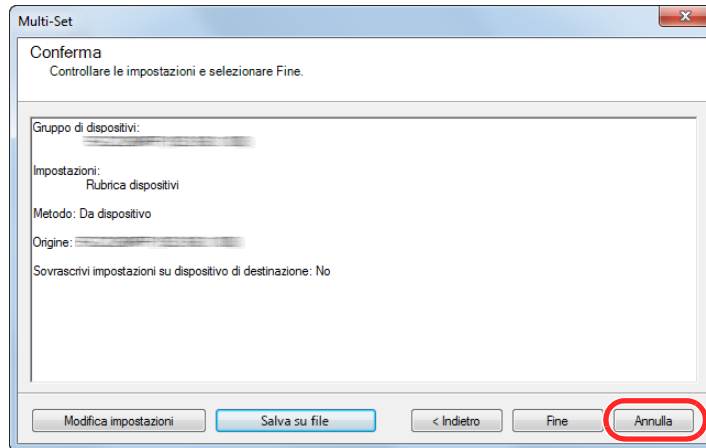 Multi-Set
Conferma
Controllare le impostazioni e selezionare Fine.
Gruppo di dispositivi:
Impostazioni:
Rubrica dispositivi
Metodo: Da dispositivo
Origine:
Sovrascrivi impostazioni su dispositivo di destinazione: No
Modifica impostazioni Salva su file < Indietro Fine Annulla